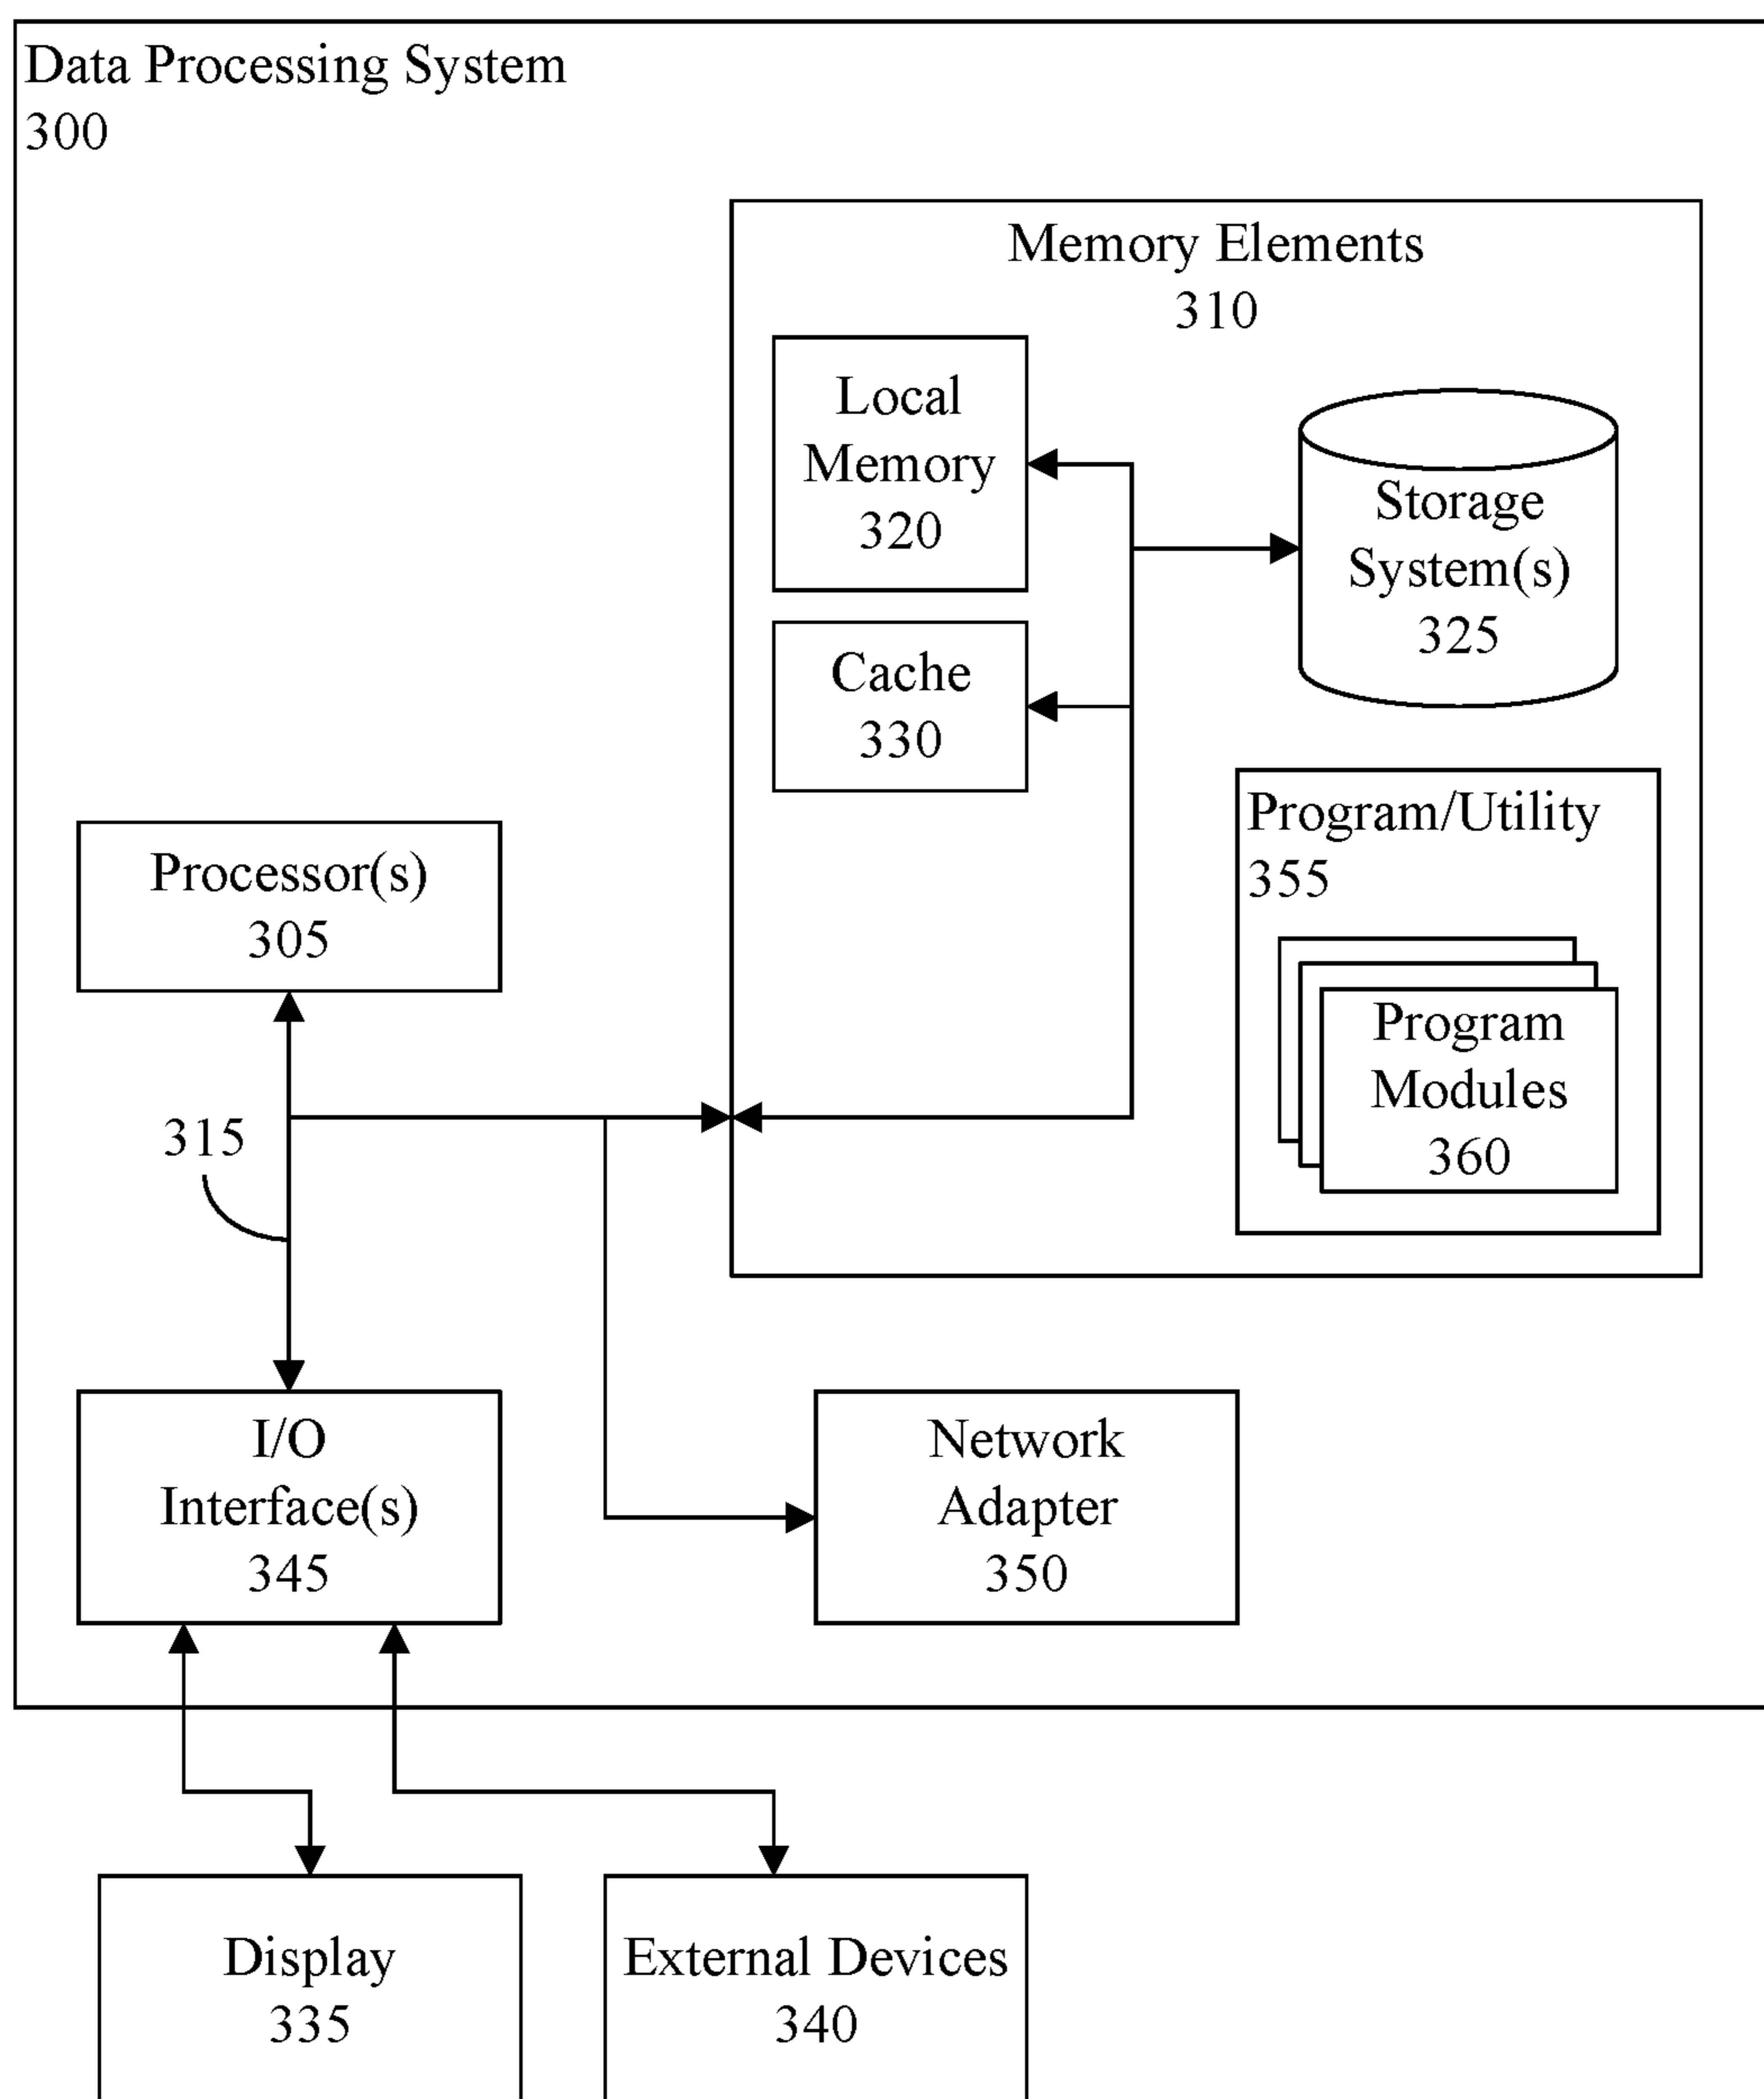 Data Processing System
300
Memory Elements
310
Local
Memory
320
Storage
System(s)
325
Cache
330
Program/Utility
355
Program
Modules
360
Processor(s)
305
315
I/O
Interface(s)
345
Network
Adapter
350
Display
335
External Devices
340